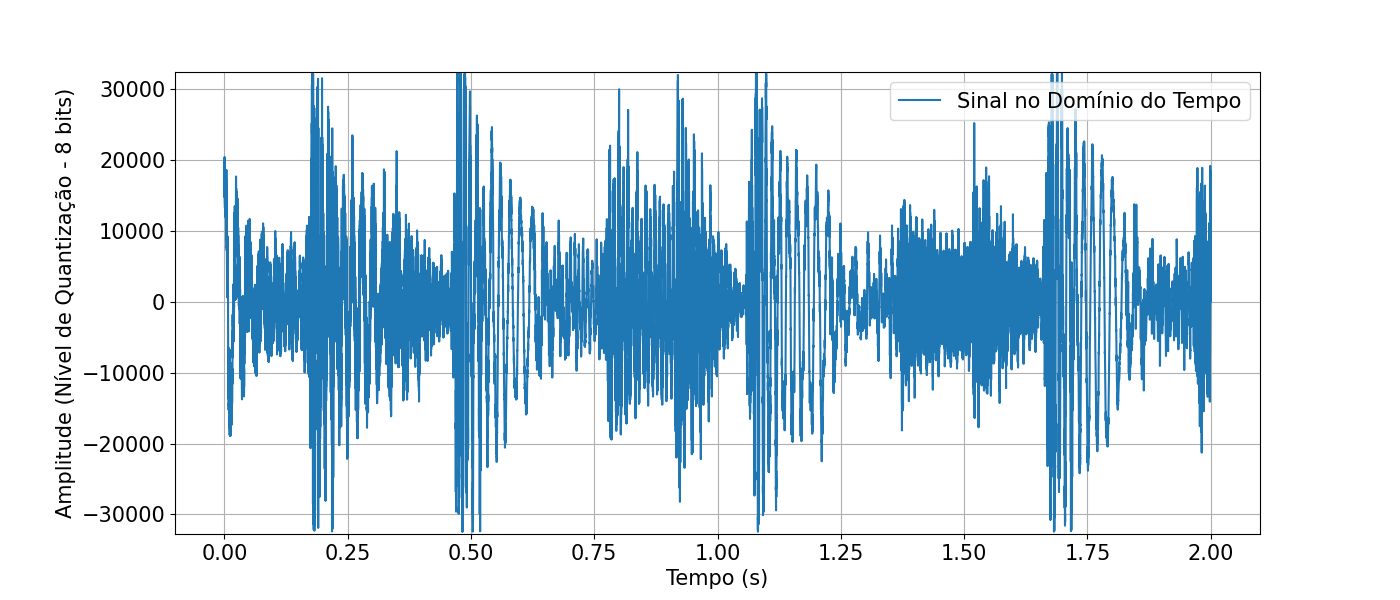 Sinal no Domínio do Tempo
Amplitude (Nível de Quantização - 8 bits)
30000
20000
10000
0
−10000
−20000
−30000
0.00 0.25 0.50 0.75 1.00 1.25 1.50 1.75 2.00
Tempo (s)